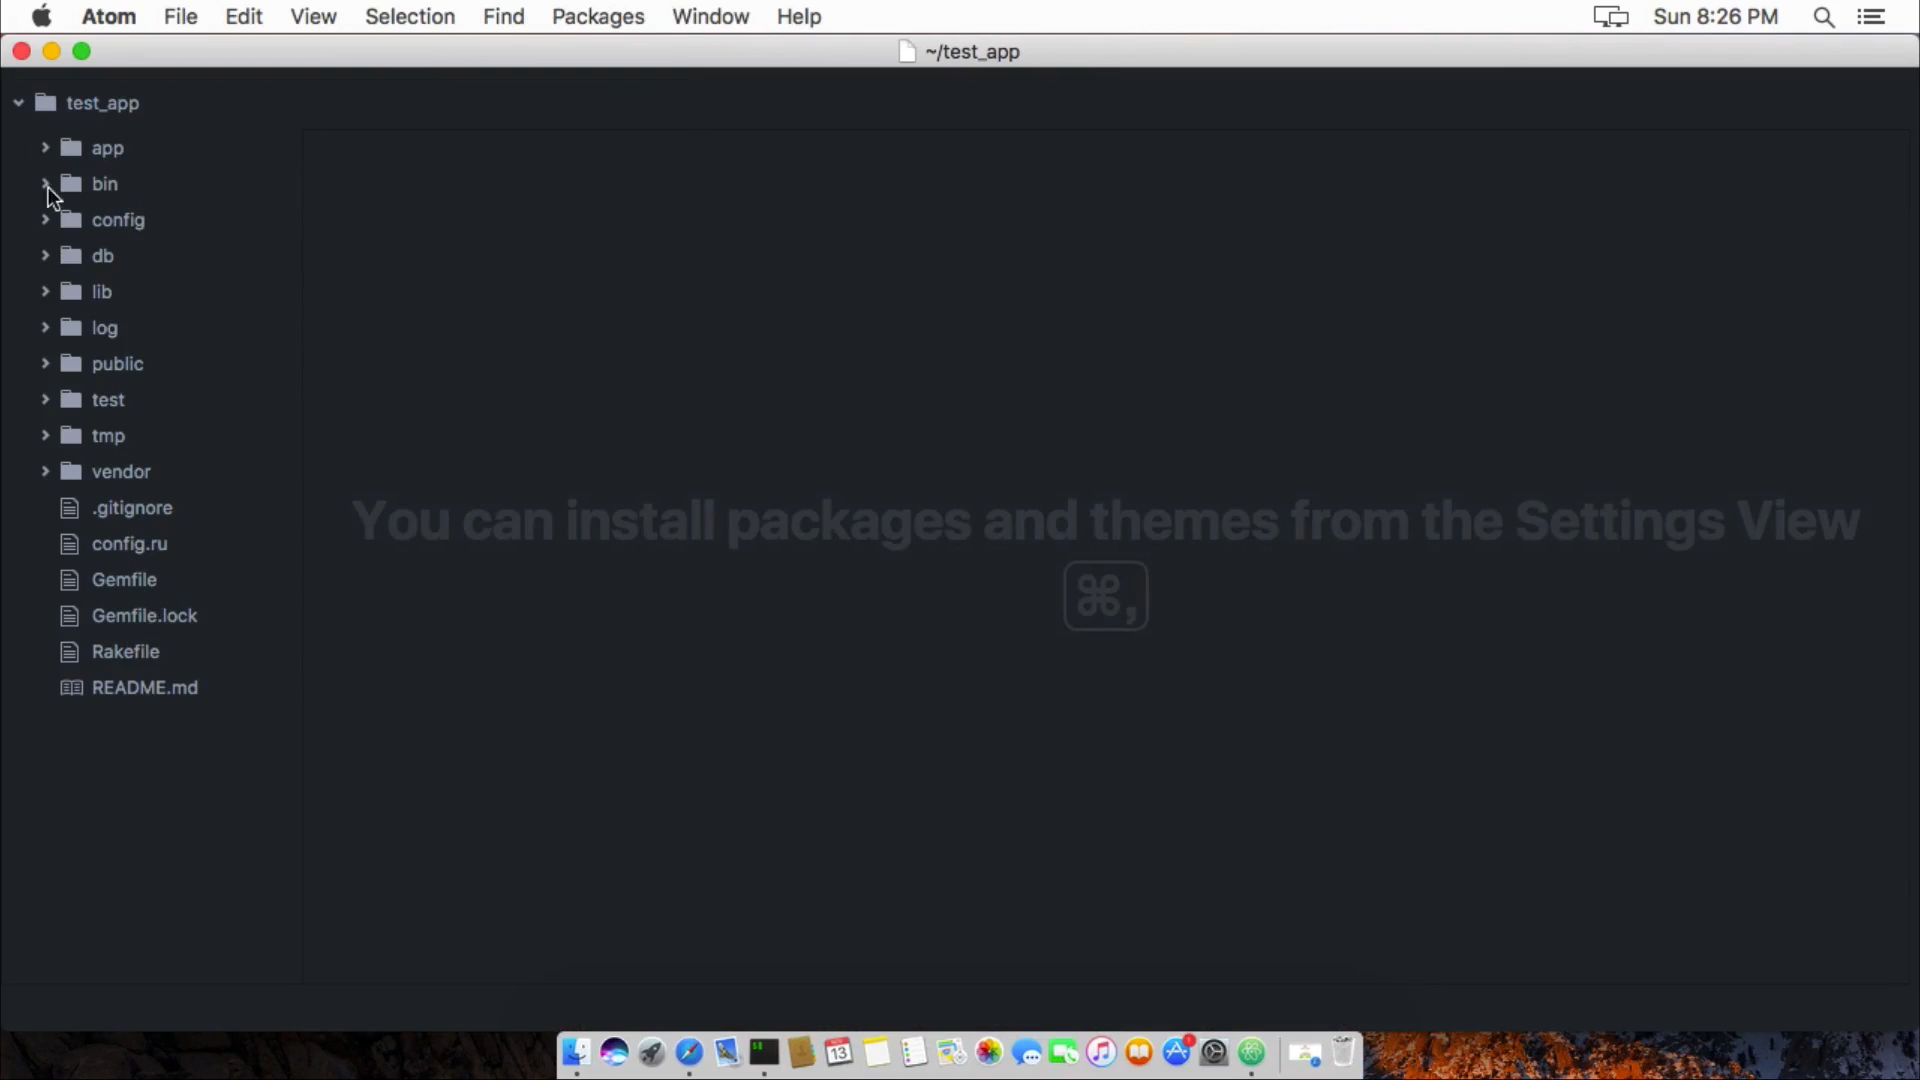 Atom File Edit View Selection Find Packages Window Help Sun 8:26 PM
~/test_app
test_app
app
bin
config
db
lib
log
public
test
tmp
vendor
.gitignore
config.ru
Gemfile
Gemfile.lock
Rakefile
README.md
You can install packages and themes from the Settings View
⌘,
13